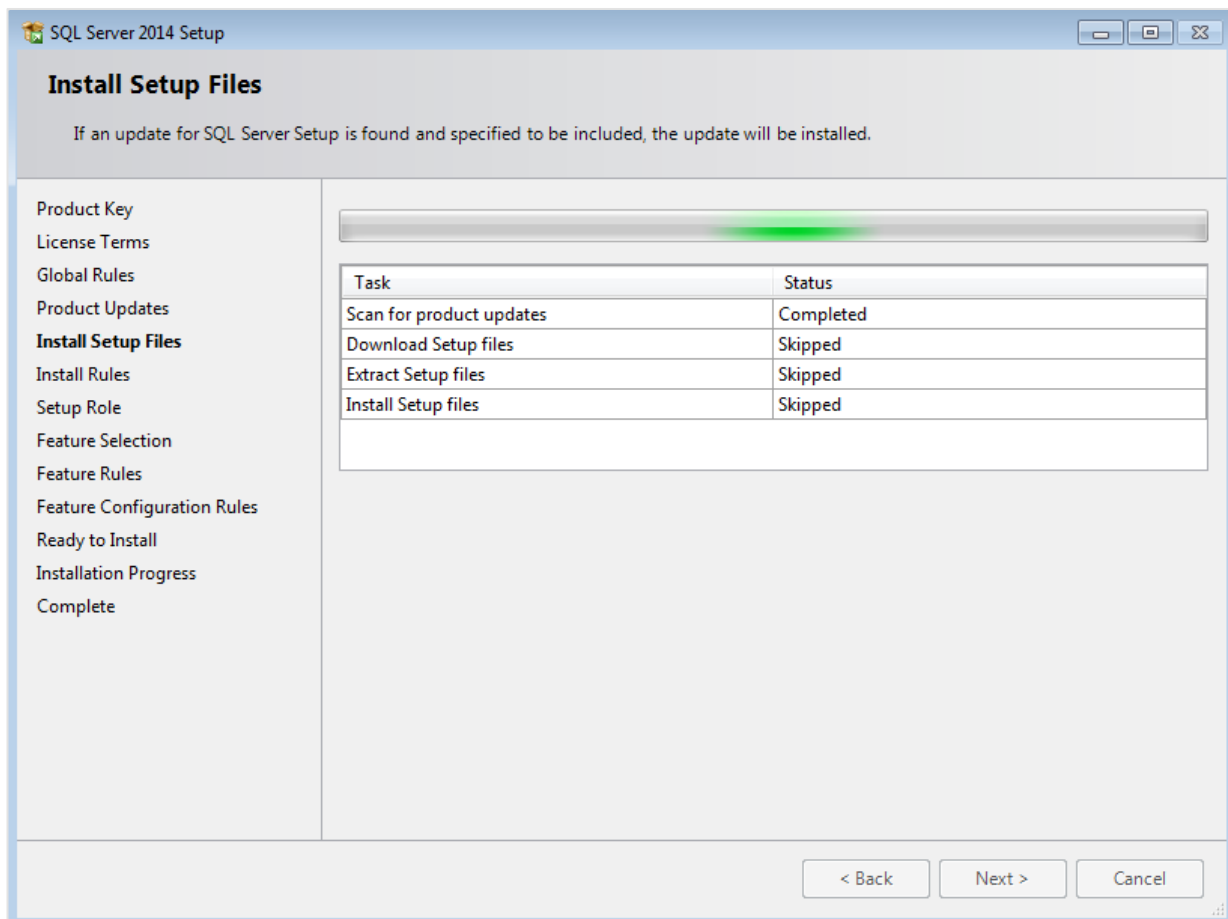 SQL Server 2014 Setup
Install Setup Files
If an update for SQL Server Setup is found and specified to be included, the update will be installed.
Product Key
License Terms
Global Rules
Product Updates
Install Setup Files
Install Rules
Setup Role
Feature Selection
Feature Rules
Feature Configuration Rules
Ready to Install
Installation Progress
Complete
Task Status
Scan for product updates Completed
Download Setup files Skipped
Extract Setup files Skipped
Install Setup files Skipped
< Back Next > Cancel